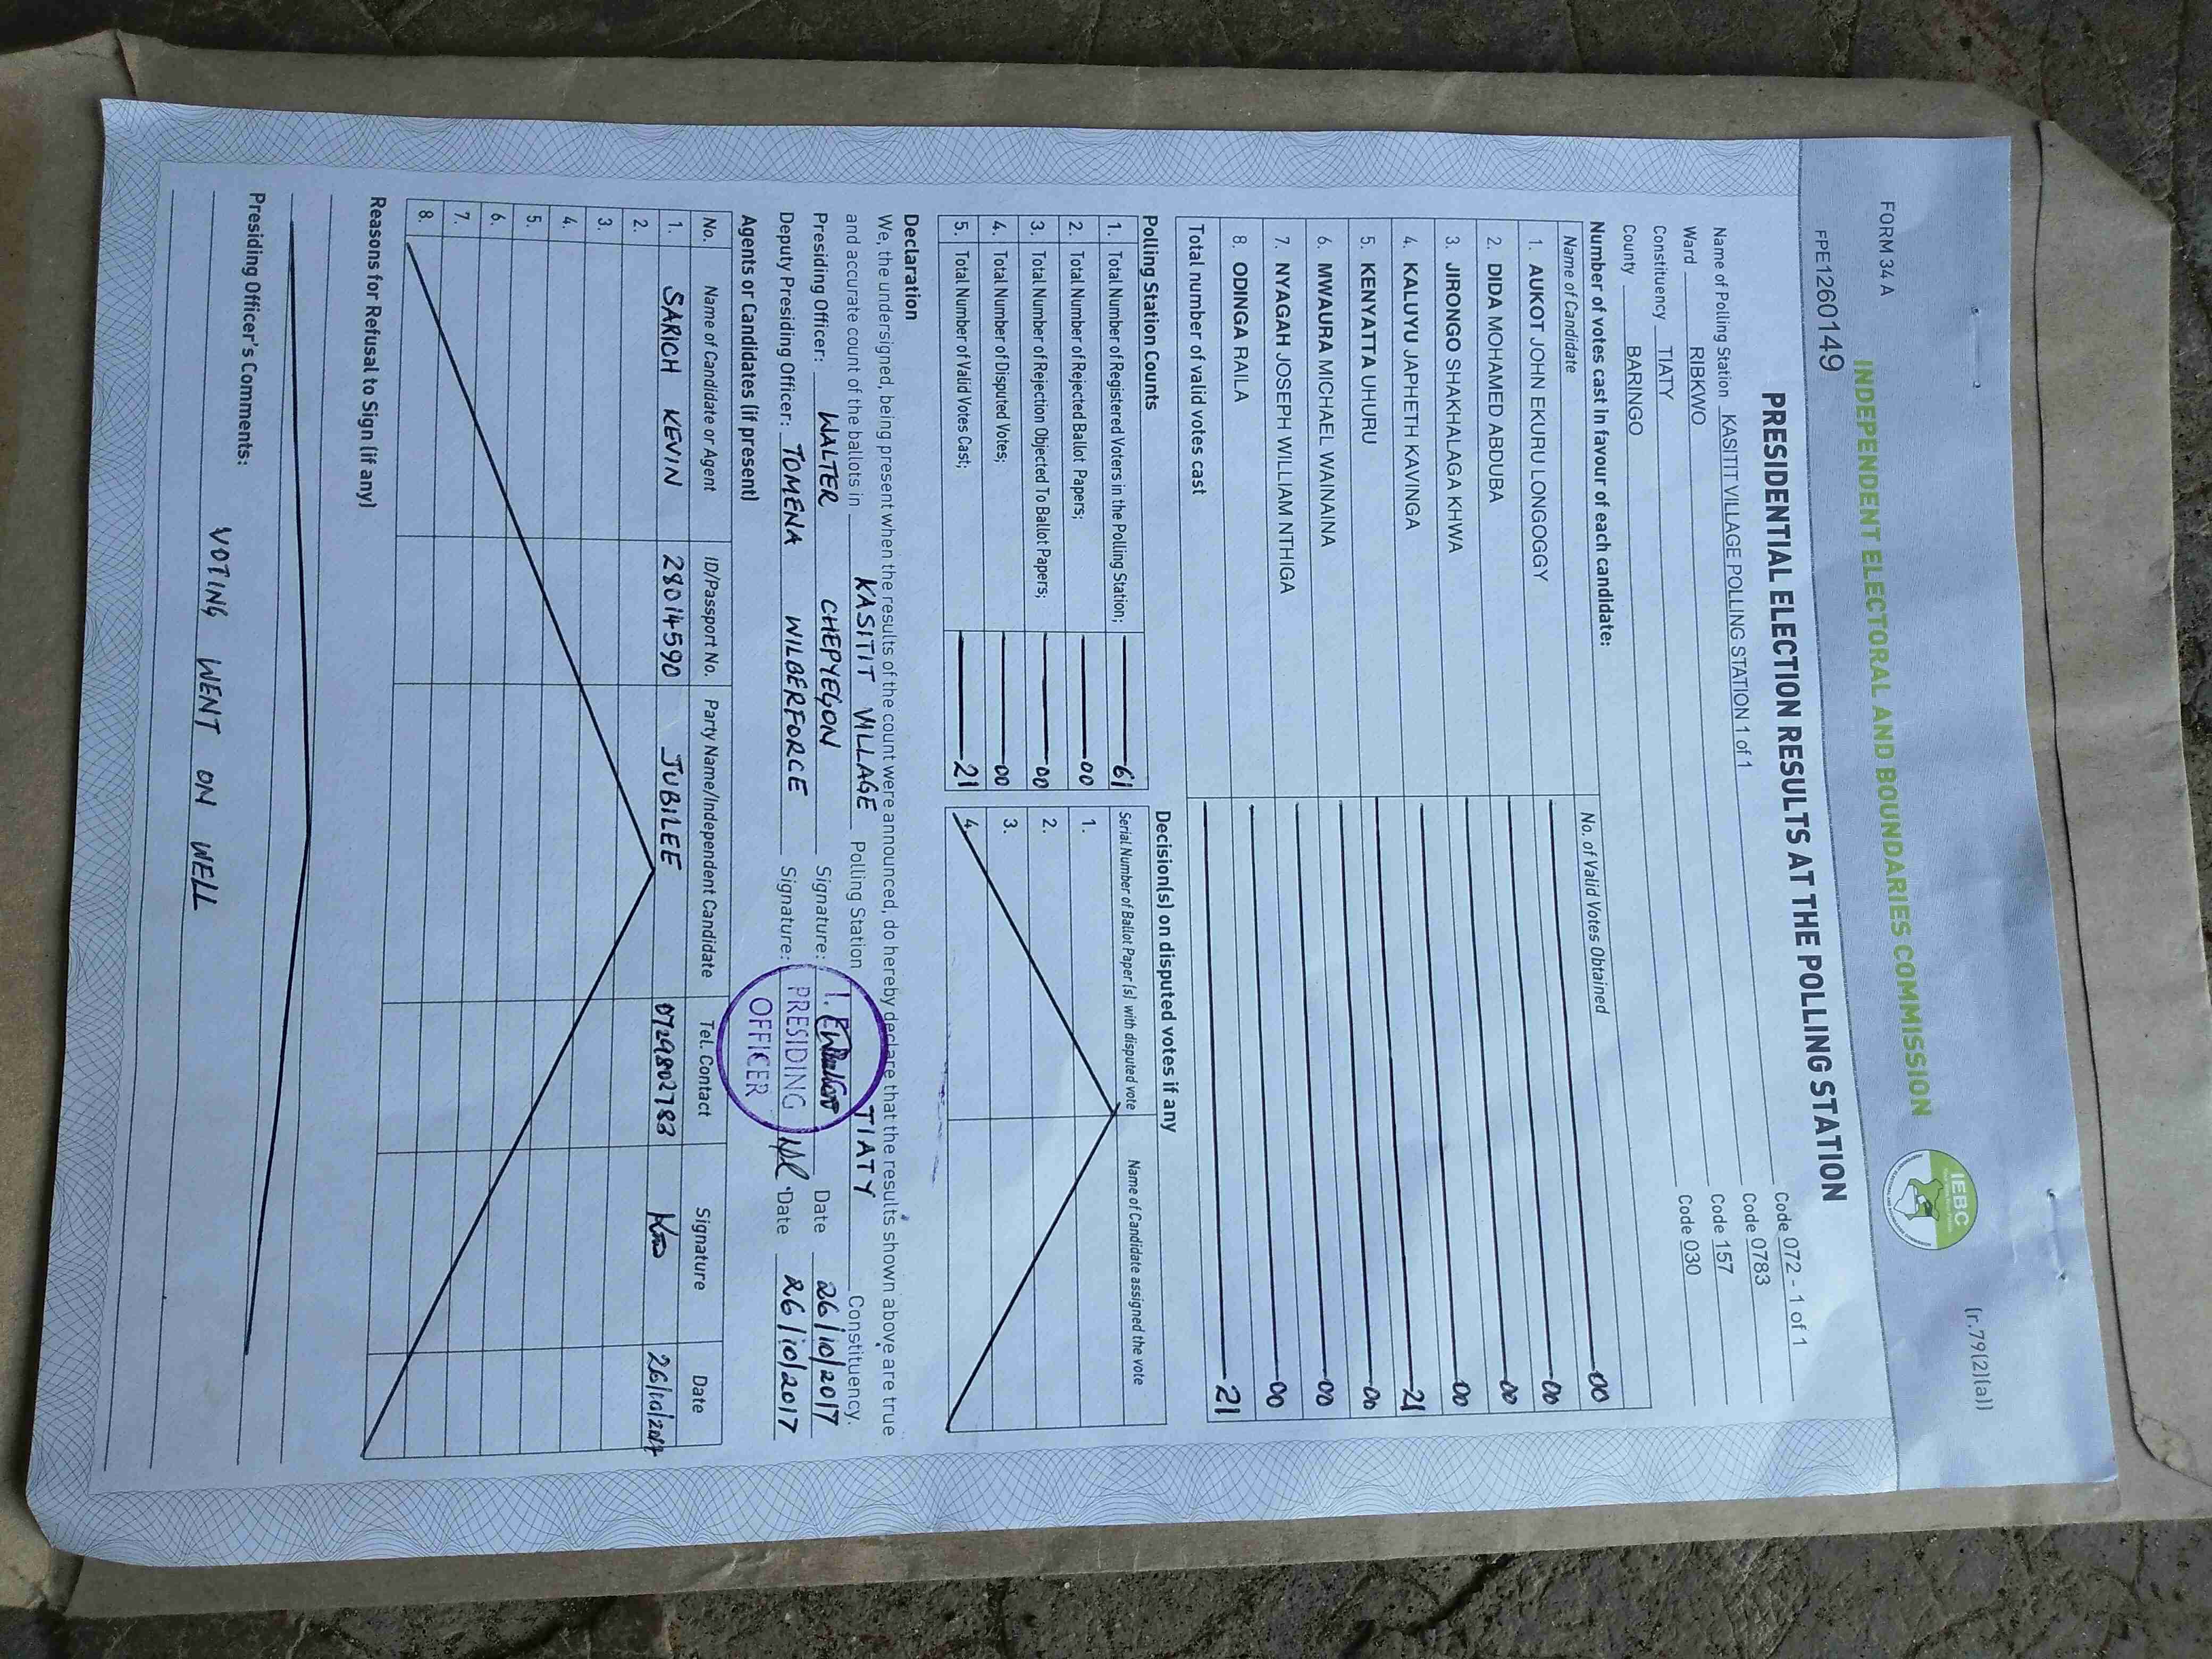 FORM 34 A
(r.79(2)(a))
INDEPENDENT ELECTORAL AND BOUNDARIES COMMISSION
IEBC
FPE1260149
PRESIDENTIAL ELECTION RESULTS AT THE POLLING STATION
Name of Polling Station KASITIT VILLAGE POLLING STATION 1 of 1 Code 072 - 1 of 1
Ward RIBKWO Code 0783
Constituency TIATY Code 157
County BARINGO Code 030
Number of votes cast in favour of each candidate:
Name of Candidate No. of Valid Votes Obtained
1. AUKOT JOHN EKURU LONGOGGY 00
2. DIDA MOHAMED ABDUBA 00
3. JIRONGO SHAKHALAGA KHWA 00
4. KALUYU JAPHETH KAVINGA 00
5. KENYATTA UHURU 21
6. MWAURA MICHAEL WAINAINA 00
7. NYAGAH JOSEPH WILLIAM NTHIGA 00
8. ODINGA RAILA 00
Total number of valid votes cast 21
Polling Station Counts
1. Total Number of Registered Voters in the Polling Station; 61
2. Total Number of Rejected Ballot Papers; 00
3. Total Number of Rejection Objected To Ballot Papers; 00
4. Total Number of Disputed Votes; 00
5. Total Number of Valid Votes Cast; 21
Decision(s) on disputed votes if any
Serial Number of Ballot Paper (s) with disputed vote Name of Candidate assigned the vote
1.
2.
3.
4.
Declaration
We, the undersigned, being present when the results of the count were announced, do hereby declare that the results shown above are true
and accurate count of the ballots in KASITIT VILLAGE Polling Station TIATY Constituency.
Presiding Officer: WALTER CHEPYEGON Signature: Date 26/10/2017
Deputy Presiding Officer: TOMENA WILBERFORCE Signature: Date 26/10/2017
PRESIDING
OFFICER
Agents or Candidates (if present)
No. Name of Candidate or Agent ID/Passport No. Party Name/Independent Candidate Tel. Contact Signature Date
1. SARICH KEVIN 28014590 JUBILEE 0729802783 26/10/2017
2.
3.
4.
5.
6.
7.
8.
Reasons for Refusal to Sign (if any)
Presiding Officer's Comments:
VOTING WENT ON WELL